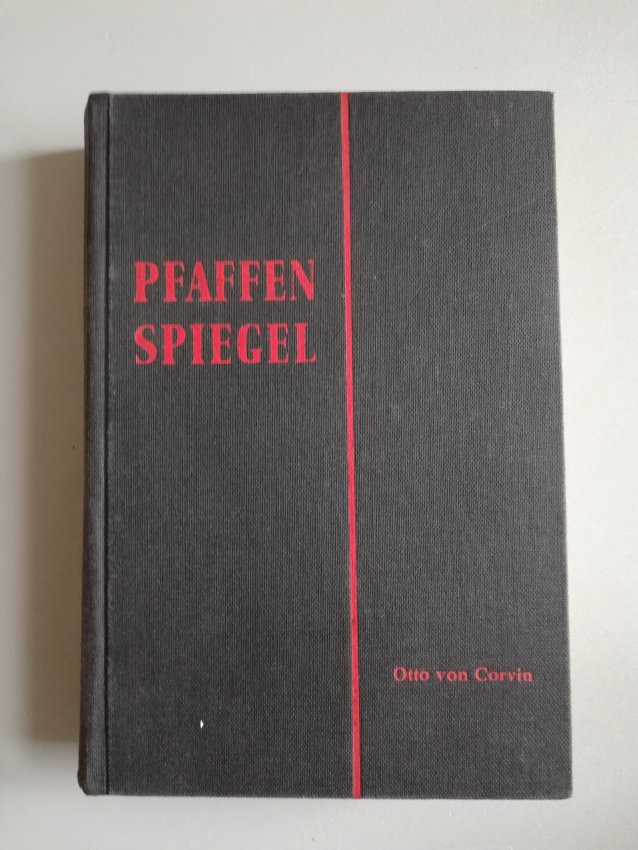 PFAFFEN
SPIEGEL
Otto von Corvin